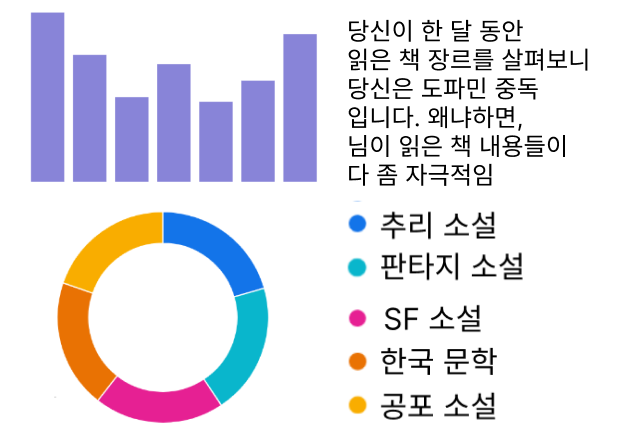 당신이 한 달 동안
읽은 책 장르를 살펴보니
당신은 도파민 중독
입니다. 왜냐하면,
님이 읽은 책 내용들이
다 좀 자극적임
추리 소설
판타지 소설
SF 소설
한국 문학
공포 소설